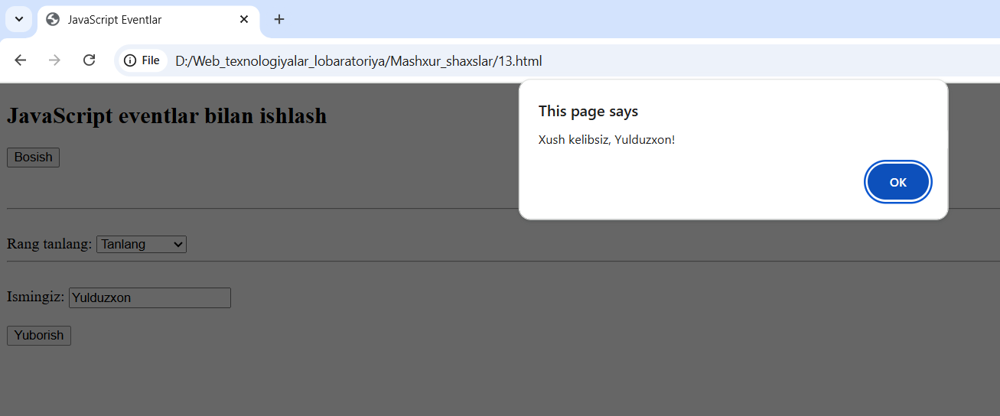 JavaScript Eventlar
File D:/Web_texnologiyalar_lobaratoriya/Mashxur_shaxslar/13.html
This page says
Xush kelibsiz, Yulduzxon!
OK
JavaScript eventlar bilan ishlash
Bosish
Rang tanlang: Tanlang
Ismingiz: Yulduzxon
Yuborish